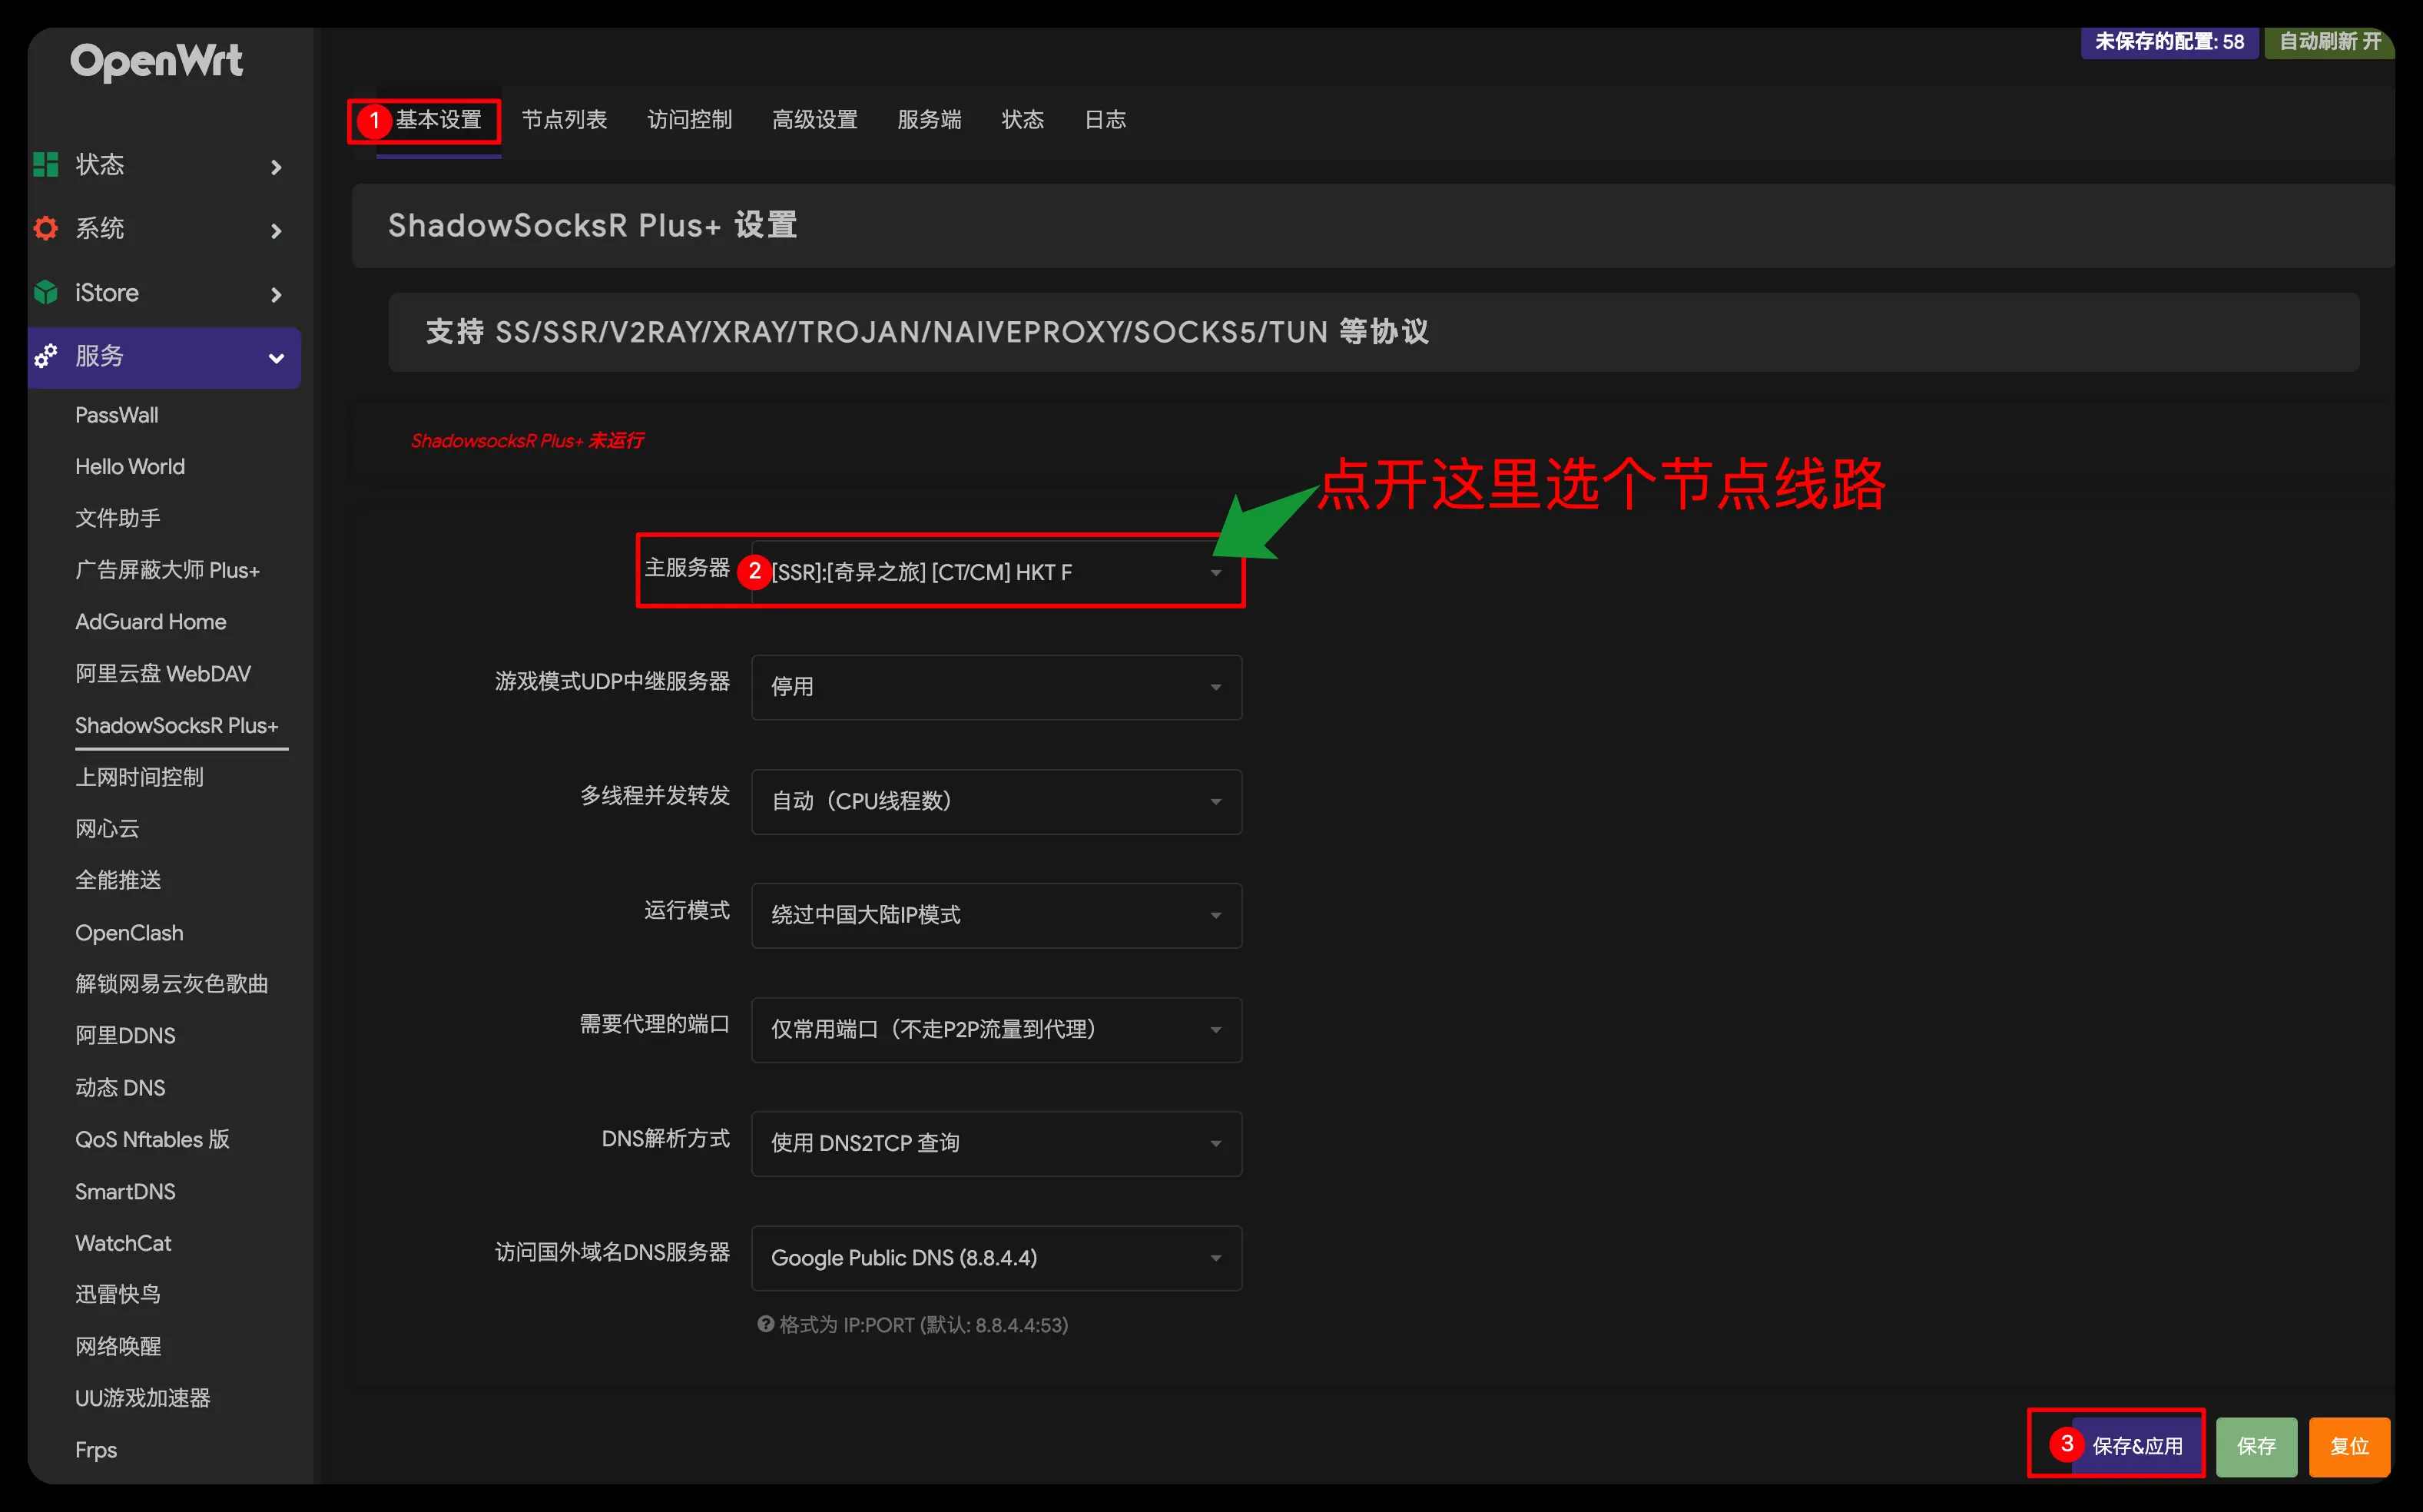 OpenWrt
未保存的配置: 58
自动刷新 开
1 基本设置
节点列表
访问控制
高级设置
服务端
状态
日志
状态
系统
iStore
服务
PassWall
Hello World
文件助手
广告屏蔽大师 Plus+
AdGuard Home
阿里云盘 WebDAV
ShadowSocksR Plus+
上网时间控制
网心云
全能推送
OpenClash
解锁网易云灰色歌曲
阿里DDNS
动态 DNS
QoS Nftables 版
SmartDNS
WatchCat
迅雷快鸟
网络唤醒
UU游戏加速器
Frps
ShadowSocksR Plus+ 设置
支持 SS/SSR/V2RAY/XRAY/TROJAN/NAIVEPROXY/SOCKS5/TUN 等协议
ShadowsocksR Plus+ 未运行
点开这里选个节点线路
主服务器 2 [SSR]:[奇异之旅] [CT/CM] HKT F
游戏模式UDP中继服务器 停用
多线程并发转发 自动（CPU线程数）
运行模式 绕过中国大陆IP模式
需要代理的端口 仅常用端口（不走P2P流量到代理）
DNS解析方式 使用 DNS2TCP 查询
访问国外域名DNS服务器 Google Public DNS (8.8.4.4)
格式为 IP:PORT (默认: 8.8.4.4:53)
3 保存&应用
保存
复位